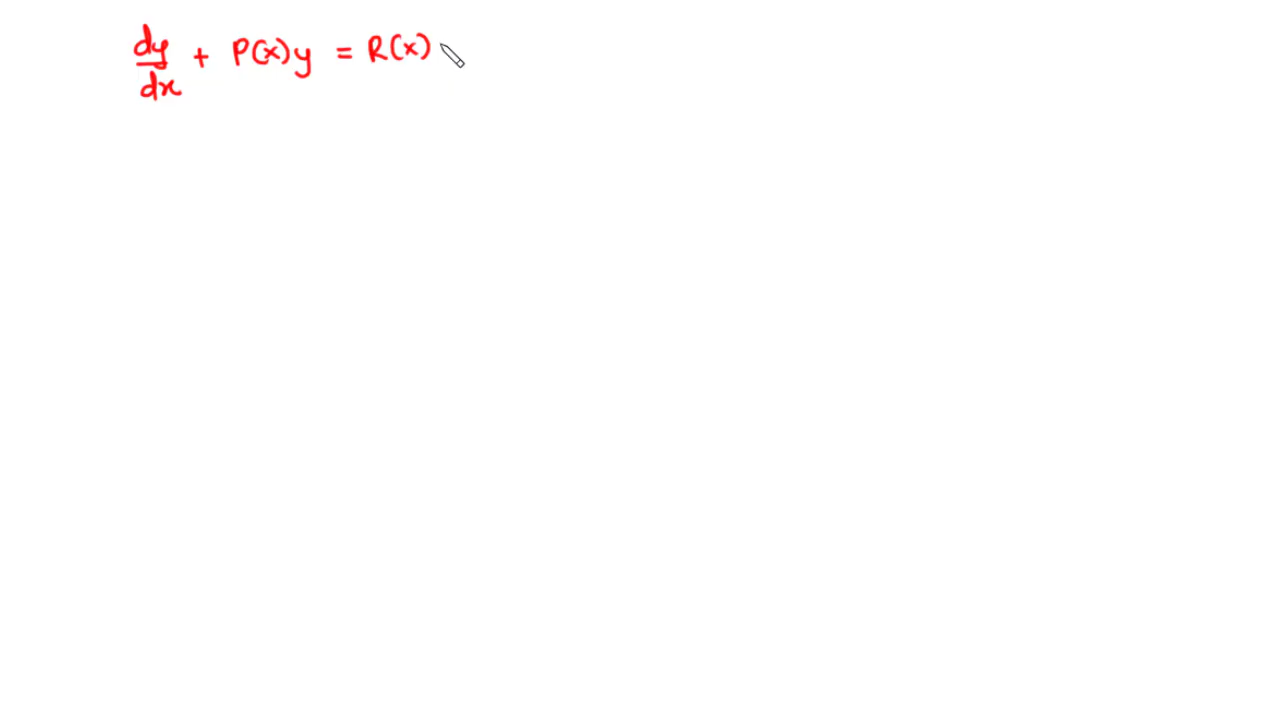 dy/dx + P(x)y = R(x)